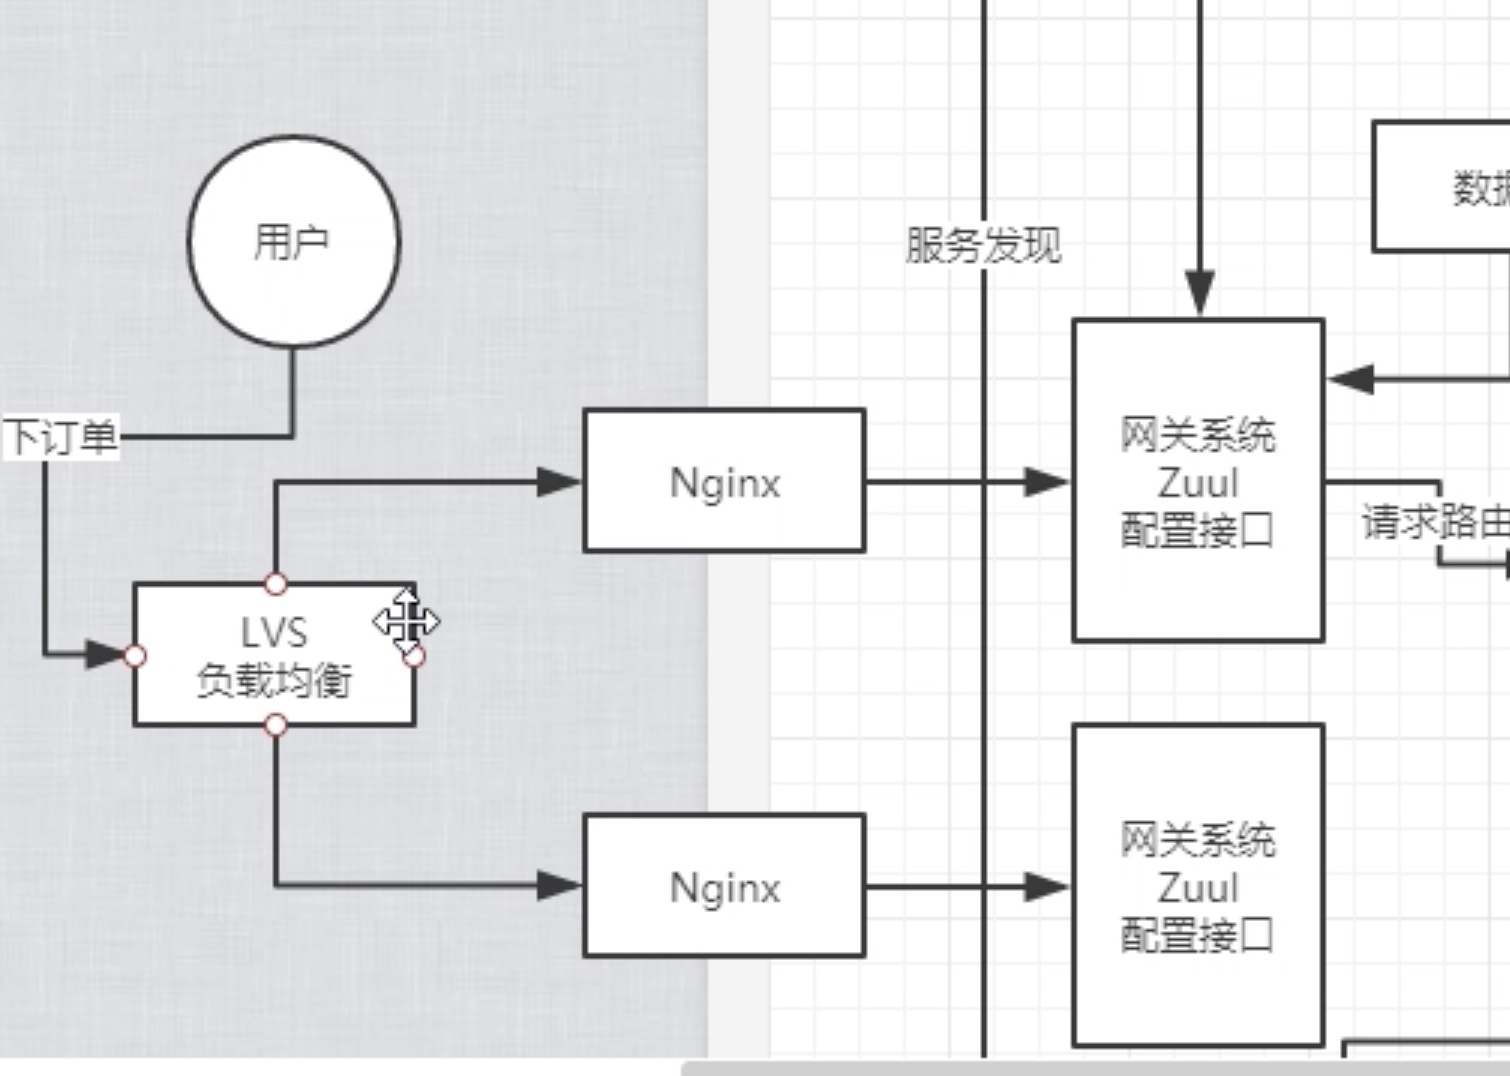 用户
数据
服务发现
下订单
Nginx
网关系统
Zuul
配置接口
请求路由
LVS
负载均衡
Nginx
网关系统
Zuul
配置接口